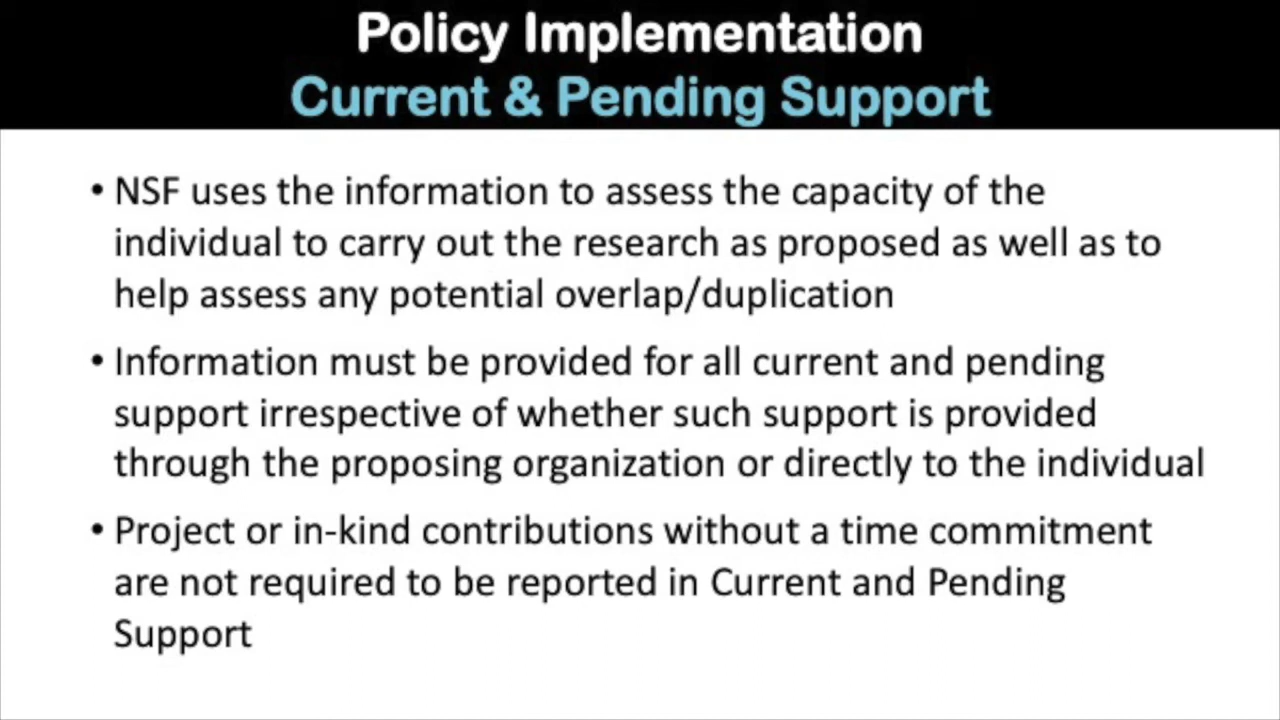 Policy Implementation
Current & Pending Support
• NSF uses the information to assess the capacity of the
individual to carry out the research as proposed as well as to
help assess any potential overlap/duplication
• Information must be provided for all current and pending
support irrespective of whether such support is provided
through the proposing organization or directly to the individual
• Project or in-kind contributions without a time commitment
are not required to be reported in Current and Pending
Support